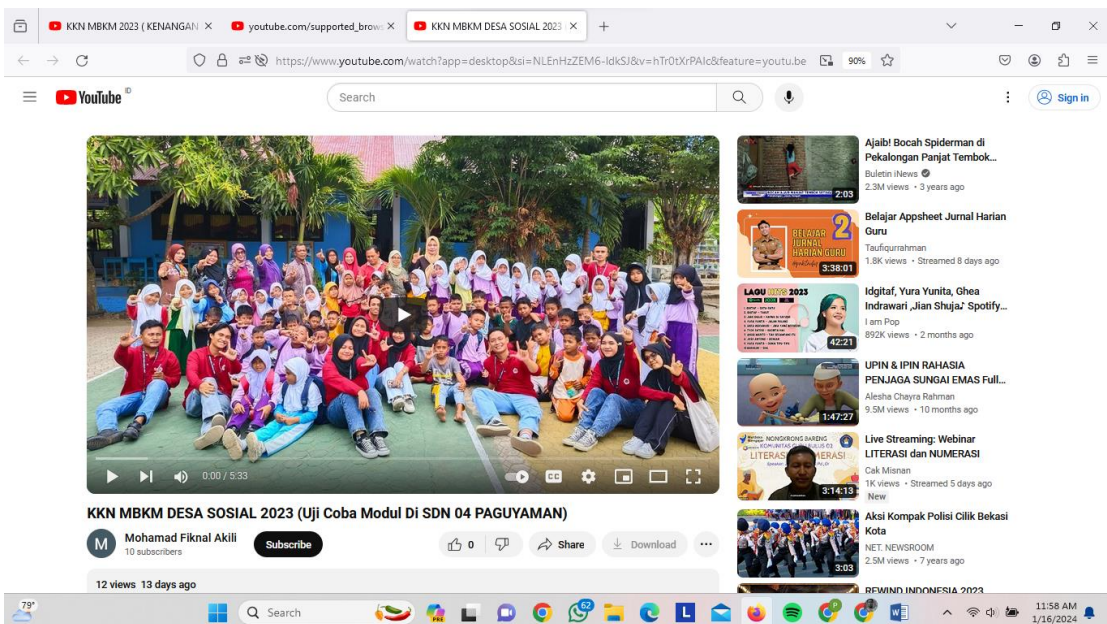 KKN MBKM 2023 ( KENANGAN
youtube.com/supported_brows
KKN MBKM DESA SOSIAL 2023
https://www.youtube.com/watch?app=desktop&si=NLEnHzZEM6-IdkSJ&v=hTr0tXrPAIc&feature=youtu.be
90%
YouTube ID
Search
Sign in
0:00 / 5:33
CC
KKN MBKM DESA SOSIAL 2023 (Uji Coba Modul Di SDN 04 PAGUYAMAN)
M
Mohamad Fiknal Akili
10 subscribers
Subscribe
0
Share
Download
12 views 13 days ago
2:03
Ajaib! Bocah Spiderman di
Pekalongan Panjat Tembok...
Buletin iNews
2.3M views • 3 years ago
BELAJAR
JURNAL
HARIAN GURU
2
3:38:01
Belajar Appsheet Jurnal Harian
Guru
Taufiqurrahman
1.8K views • Streamed 8 days ago
LAGU HITS 2023
42:21
Idgitaf, Yura Yunita, Ghea
Indrawari ,Jian Shuja♪ Spotify...
I am Pop
892K views • 2 months ago
1:47:27
UPIN & IPIN RAHASIA
PENJAGA SUNGAI EMAS Full...
Alesha Chayra Rahman
9.5M views • 10 months ago
NONGKRONG BARENG
3:14:13
Live Streaming: Webinar
LITERASI dan NUMERASI
Cak Misnan
1K views • Streamed 5 days ago
New
3:03
Aksi Kompak Polisi Cilik Bekasi
Kota
NET. NEWSROOM
2.5M views • 7 years ago
REWIND INDONESIA 2023
79°
Search
PRE
L
62
L
P
W
11:58 AM
1/16/2024